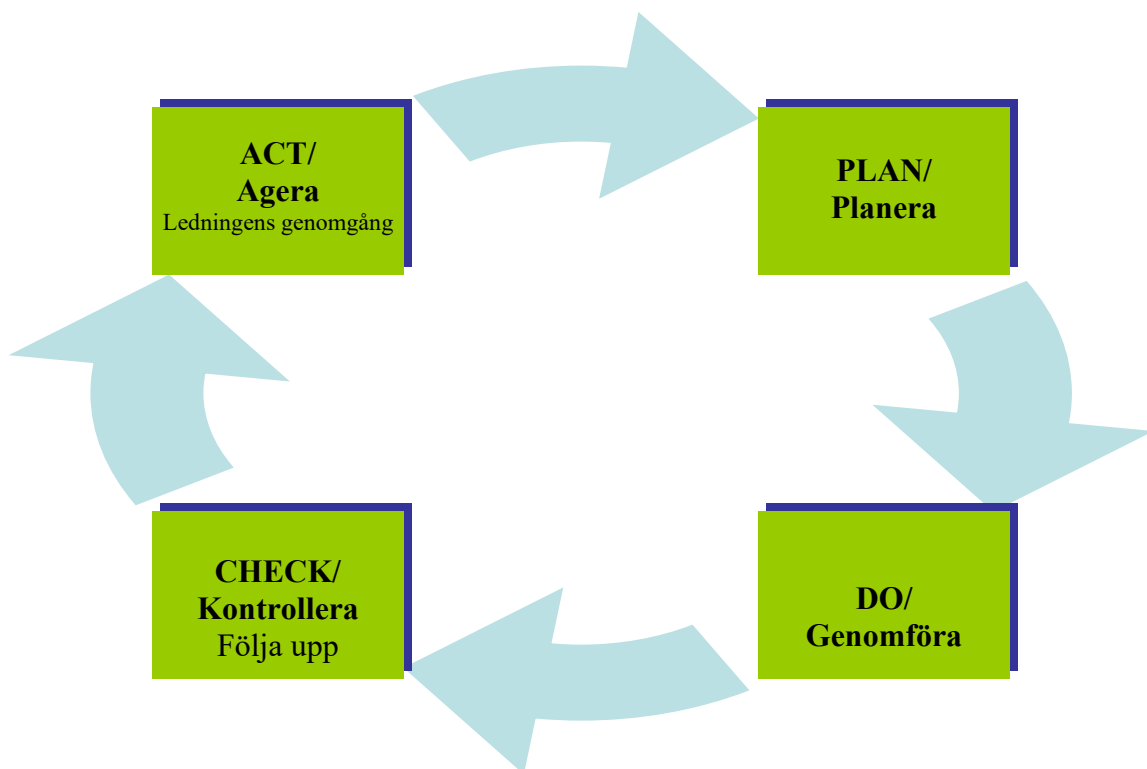 ACT/
Agera
Ledningens genomgång
PLAN/
Planera
CHECK/
Kontrollera
Följa upp
DO/
Genomföra